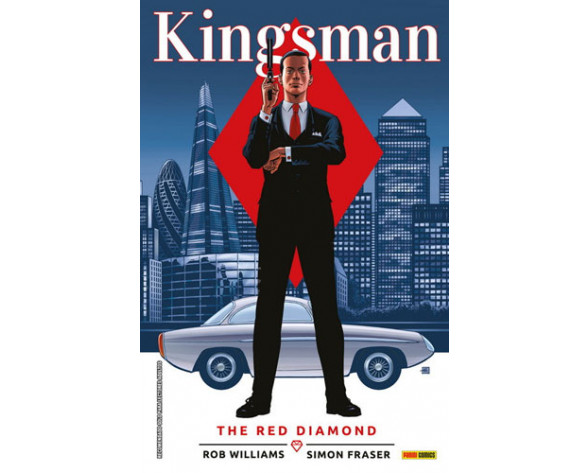 Kingsman
THE RED DIAMOND
ROB WILLIAMS SIMON FRASER
PANINI COMICS